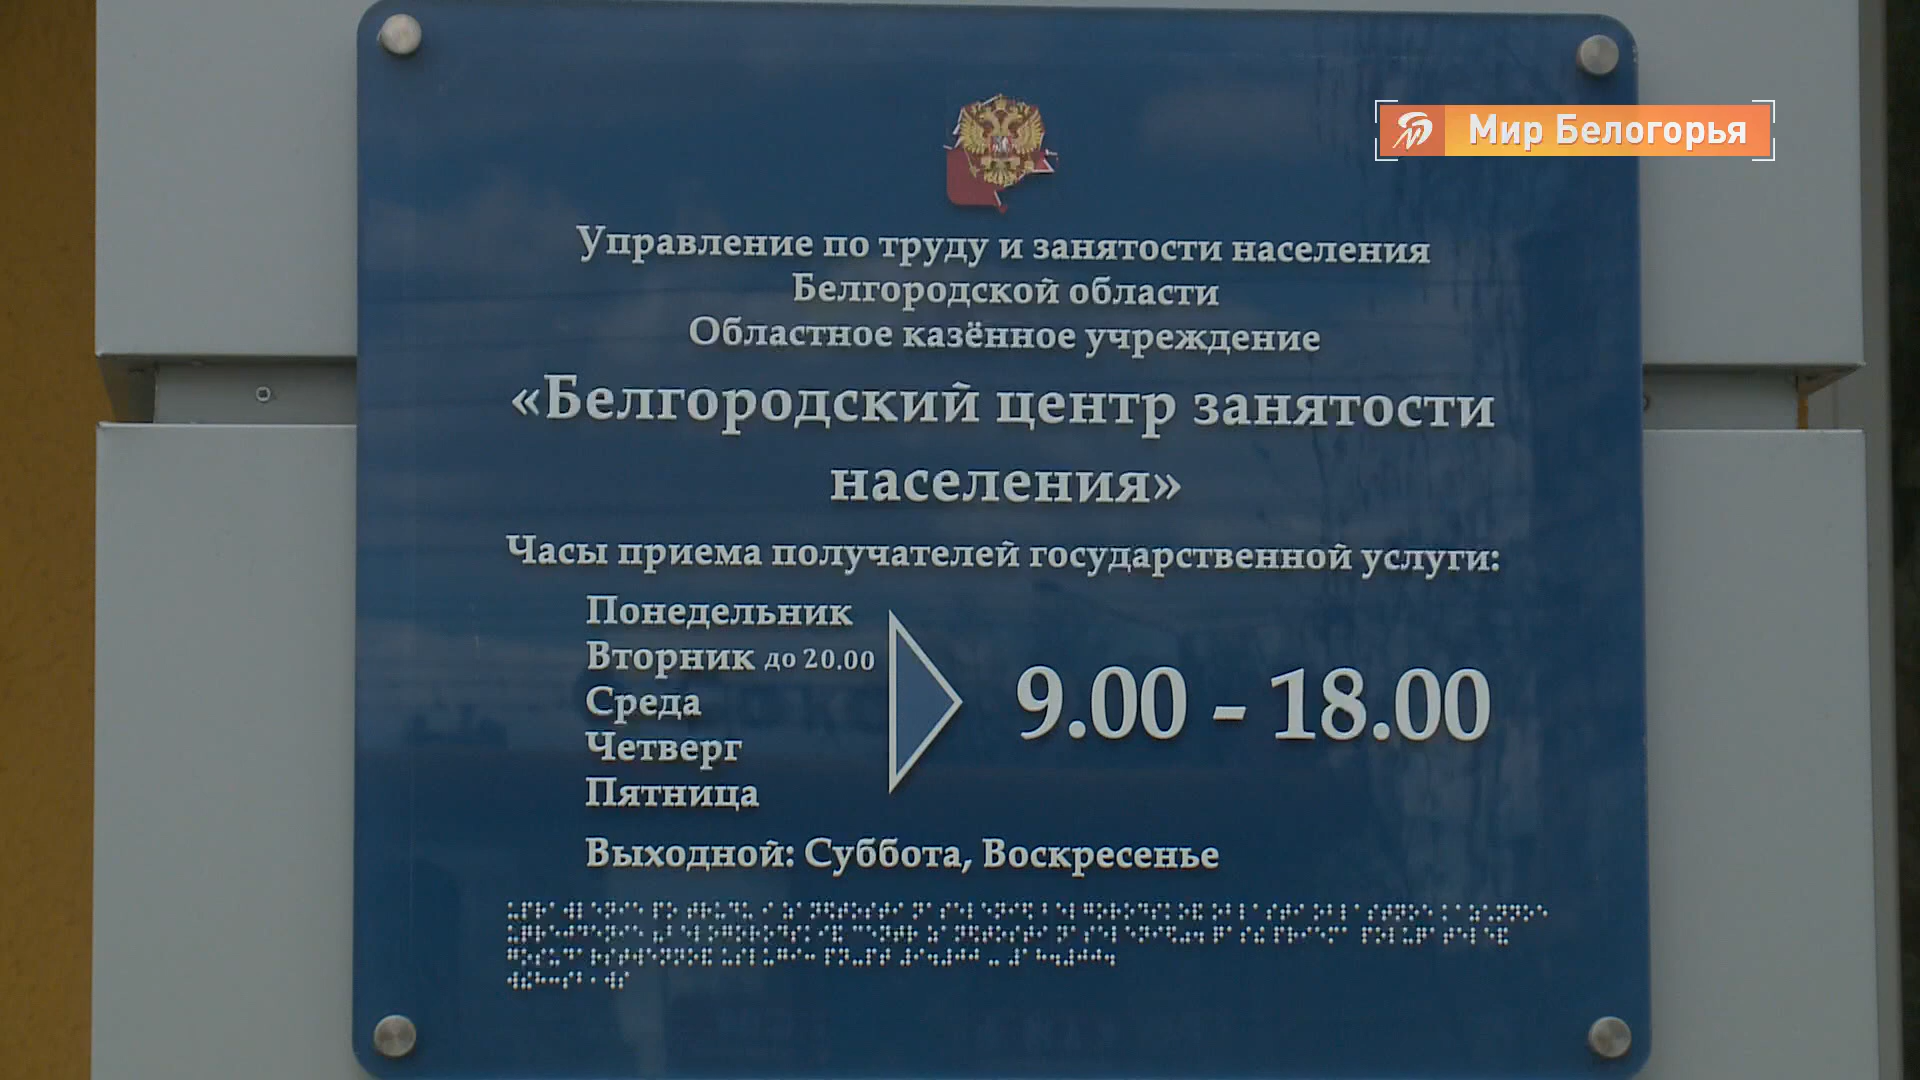 Мир Белогорья
Управление по труду и занятости населения
Белгородской области
Областное казённое учреждение
«Белгородский центр занятости
населения»
Часы приема получателей государственной услуги:
Понедельник
Вторник до 20.00
Среда
Четверг
Пятница
9.00 - 18.00
Выходной: Суббота, Воскресенье